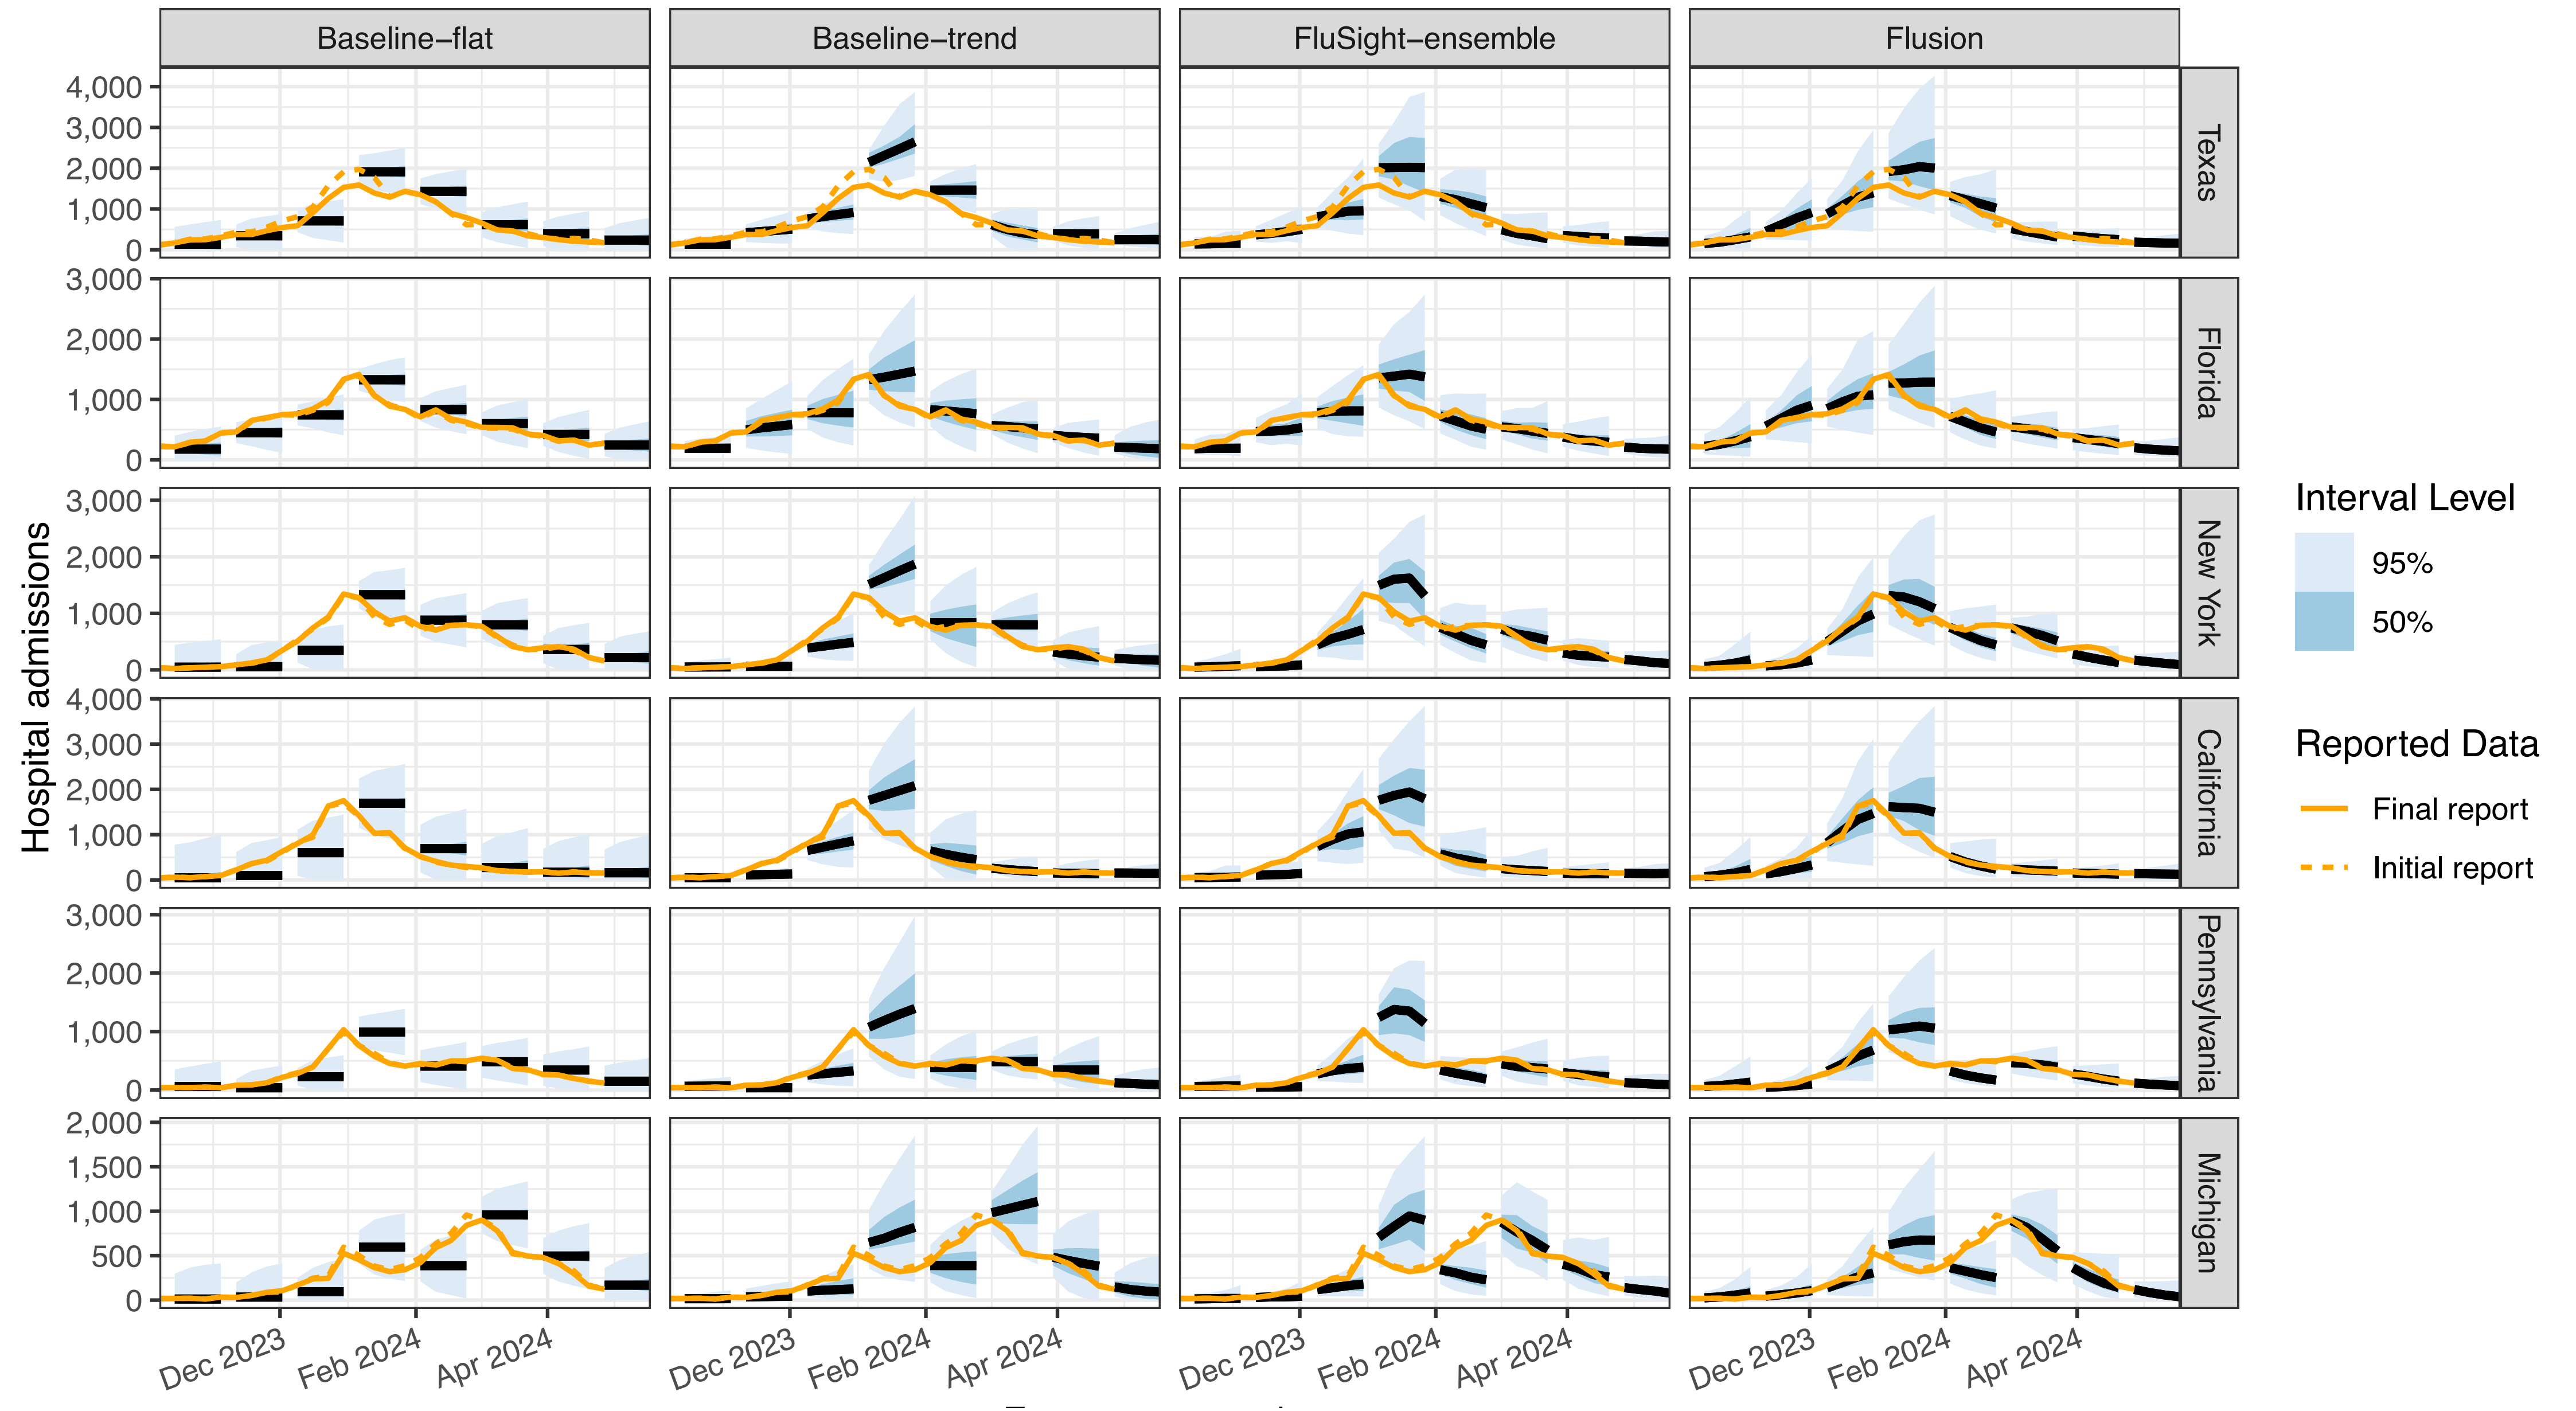 Baseline−flat
Baseline−trend
FluSight−ensemble
Flusion
4,000
3,000
2,000
1,000
0
Texas
3,000
2,000
1,000
0
Florida
3,000
2,000
1,000
0
New York
4,000
3,000
2,000
1,000
0
California
3,000
2,000
1,000
0
Pennsylvania
2,000
1,500
1,000
500
0
Michigan
Hospital admissions
Dec 2023
Feb 2024
Apr 2024
Dec 2023
Feb 2024
Apr 2024
Dec 2023
Feb 2024
Apr 2024
Dec 2023
Feb 2024
Apr 2024
Interval Level
95%
50%
Reported Data
Final report
Initial report